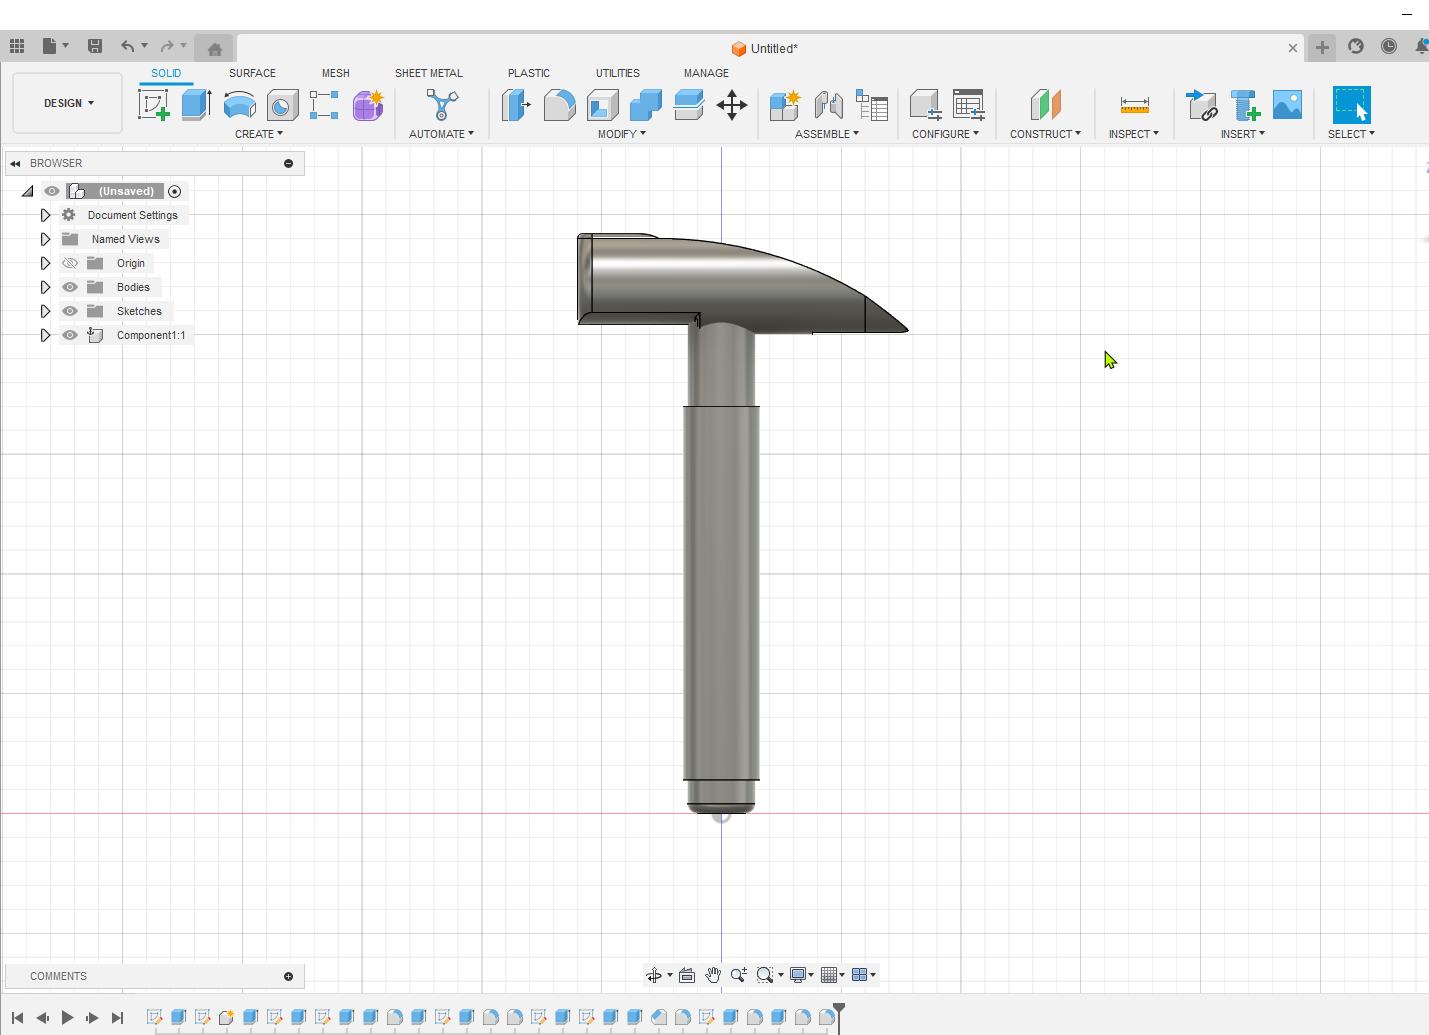 Untitled*
SOLID SURFACE MESH SHEET METAL PLASTIC UTILITIES MANAGE
DESIGN
CREATE AUTOMATE MODIFY ASSEMBLE CONFIGURE CONSTRUCT INSPECT INSERT SELECT
BROWSER
(Unsaved)
Document Settings
Named Views
Origin
Bodies
Sketches
Component1:1
COMMENTS